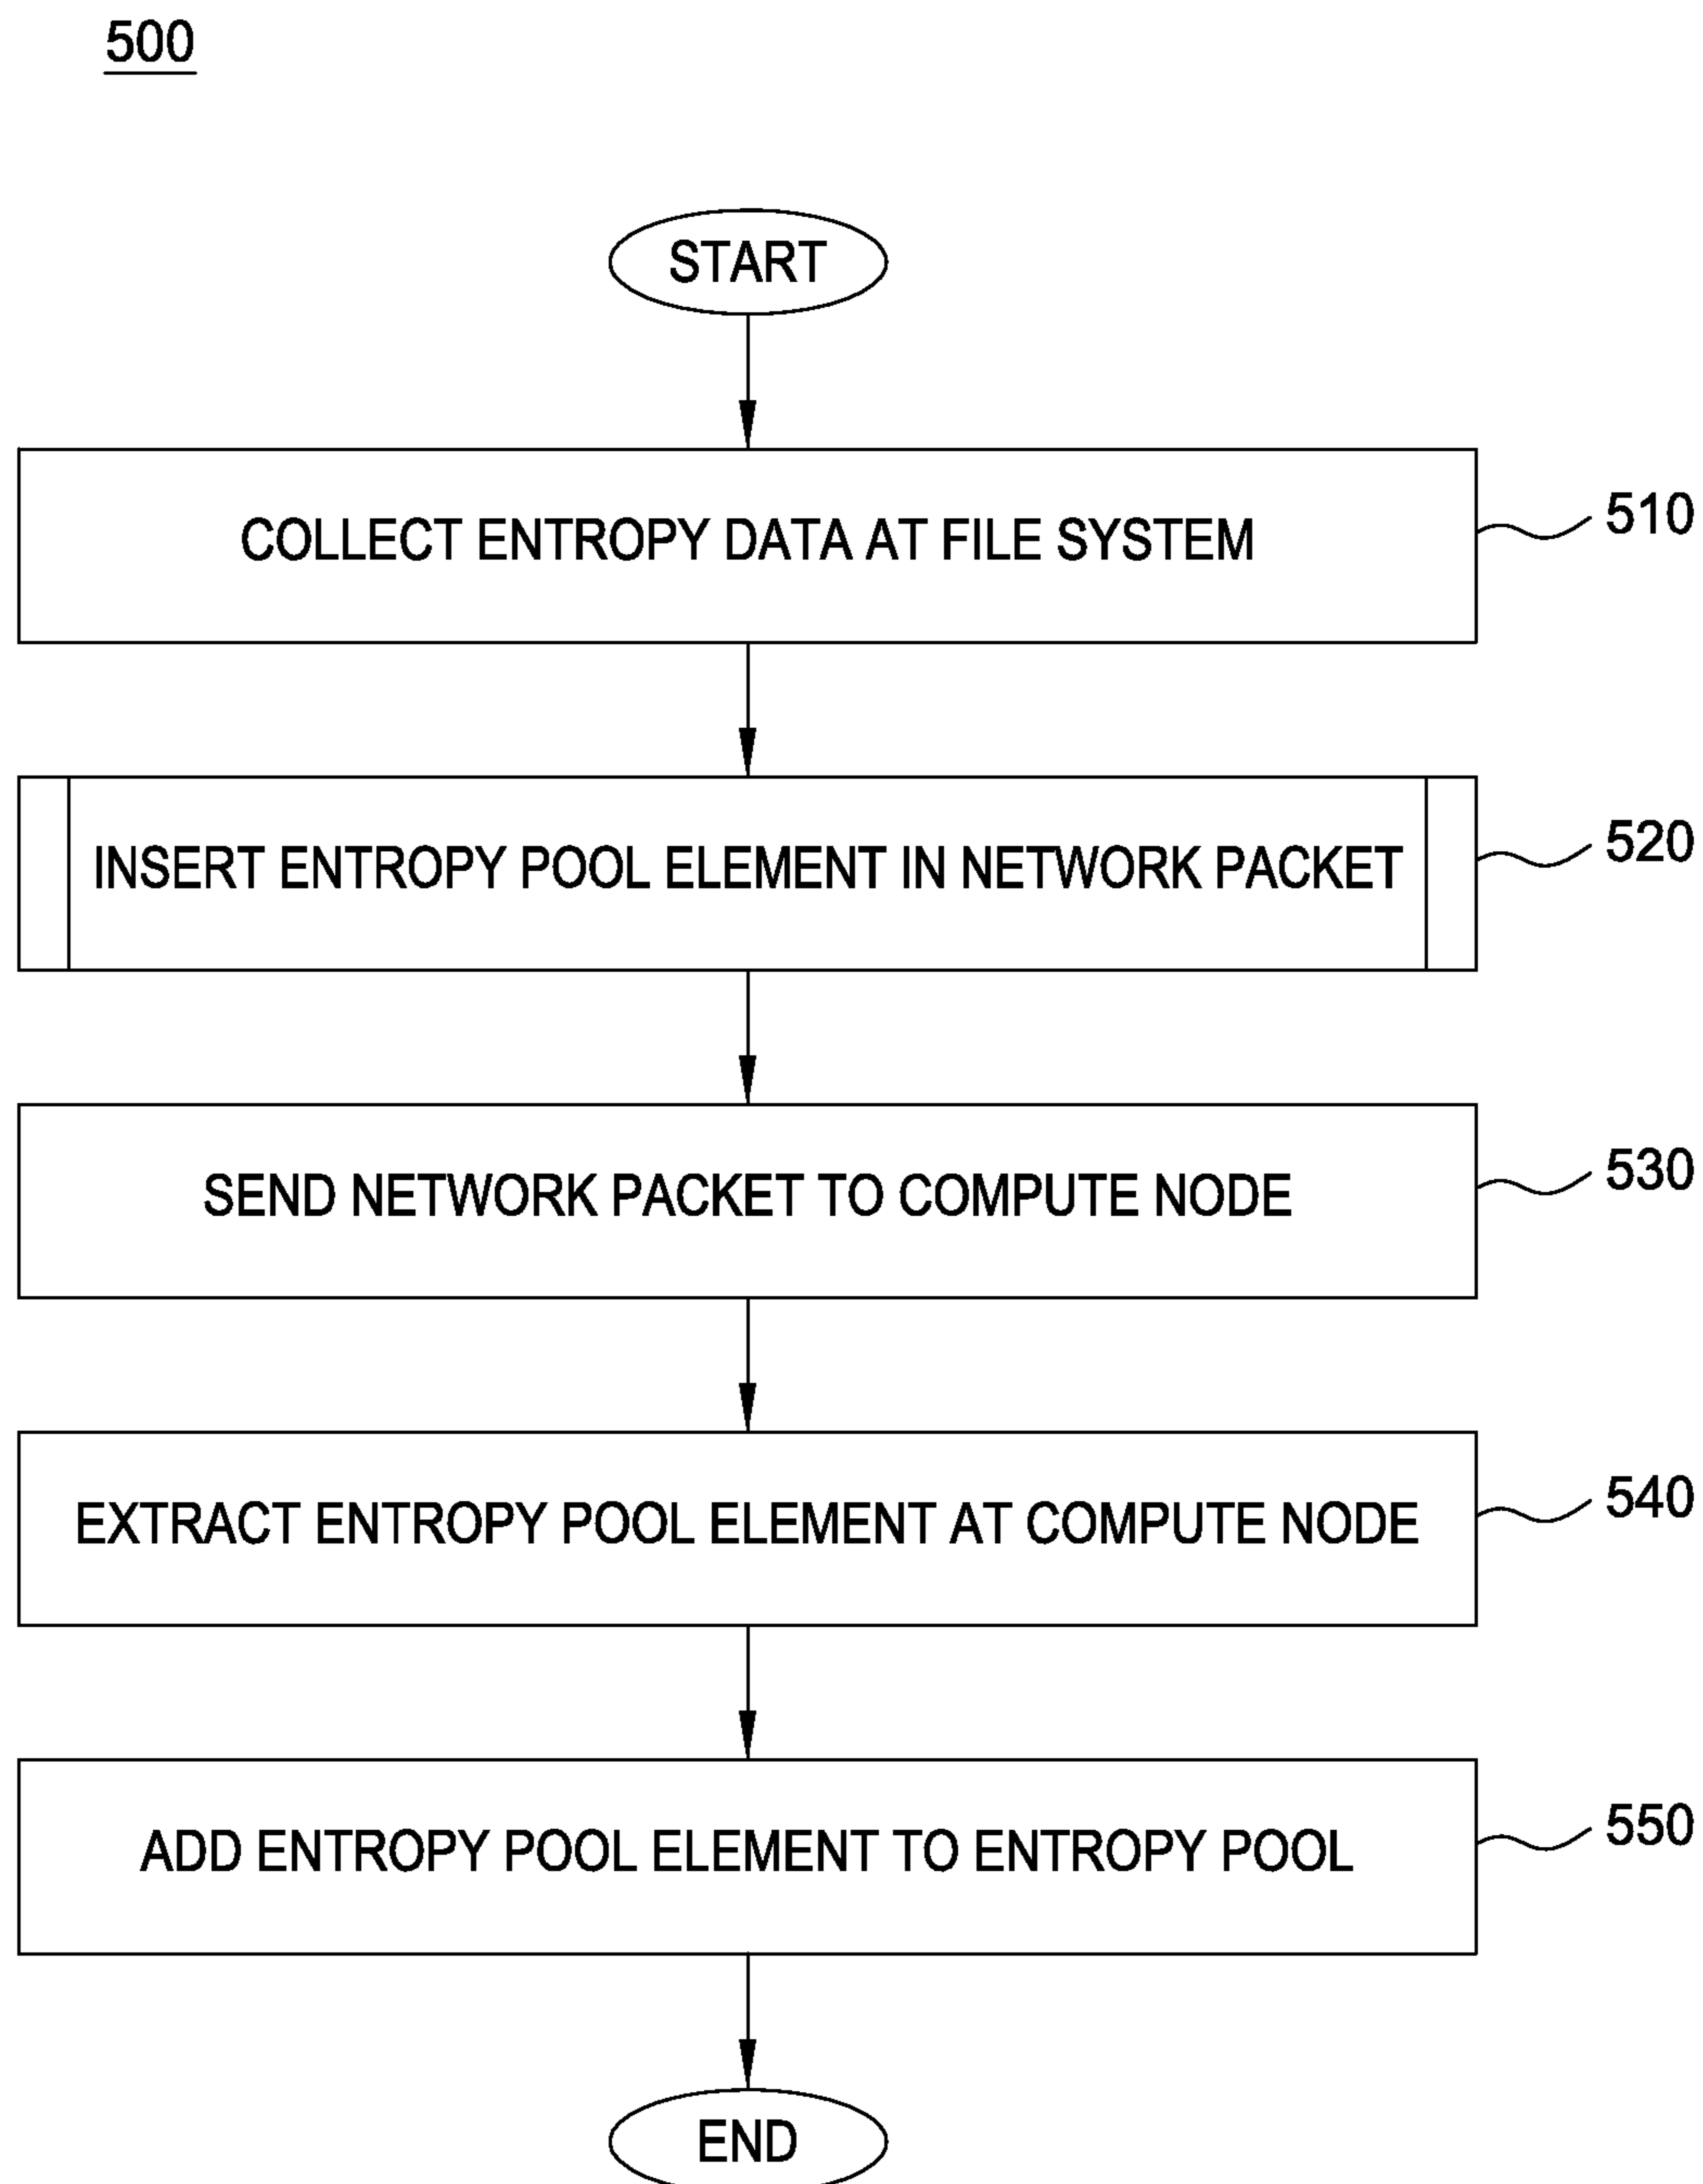 500
START
COLLECT ENTROPY DATA AT FILE SYSTEM
510
INSERT ENTROPY POOL ELEMENT IN NETWORK PACKET
520
SEND NETWORK PACKET TO COMPUTE NODE
530
EXTRACT ENTROPY POOL ELEMENT AT COMPUTE NODE
540
ADD ENTROPY POOL ELEMENT TO ENTROPY POOL
550
END